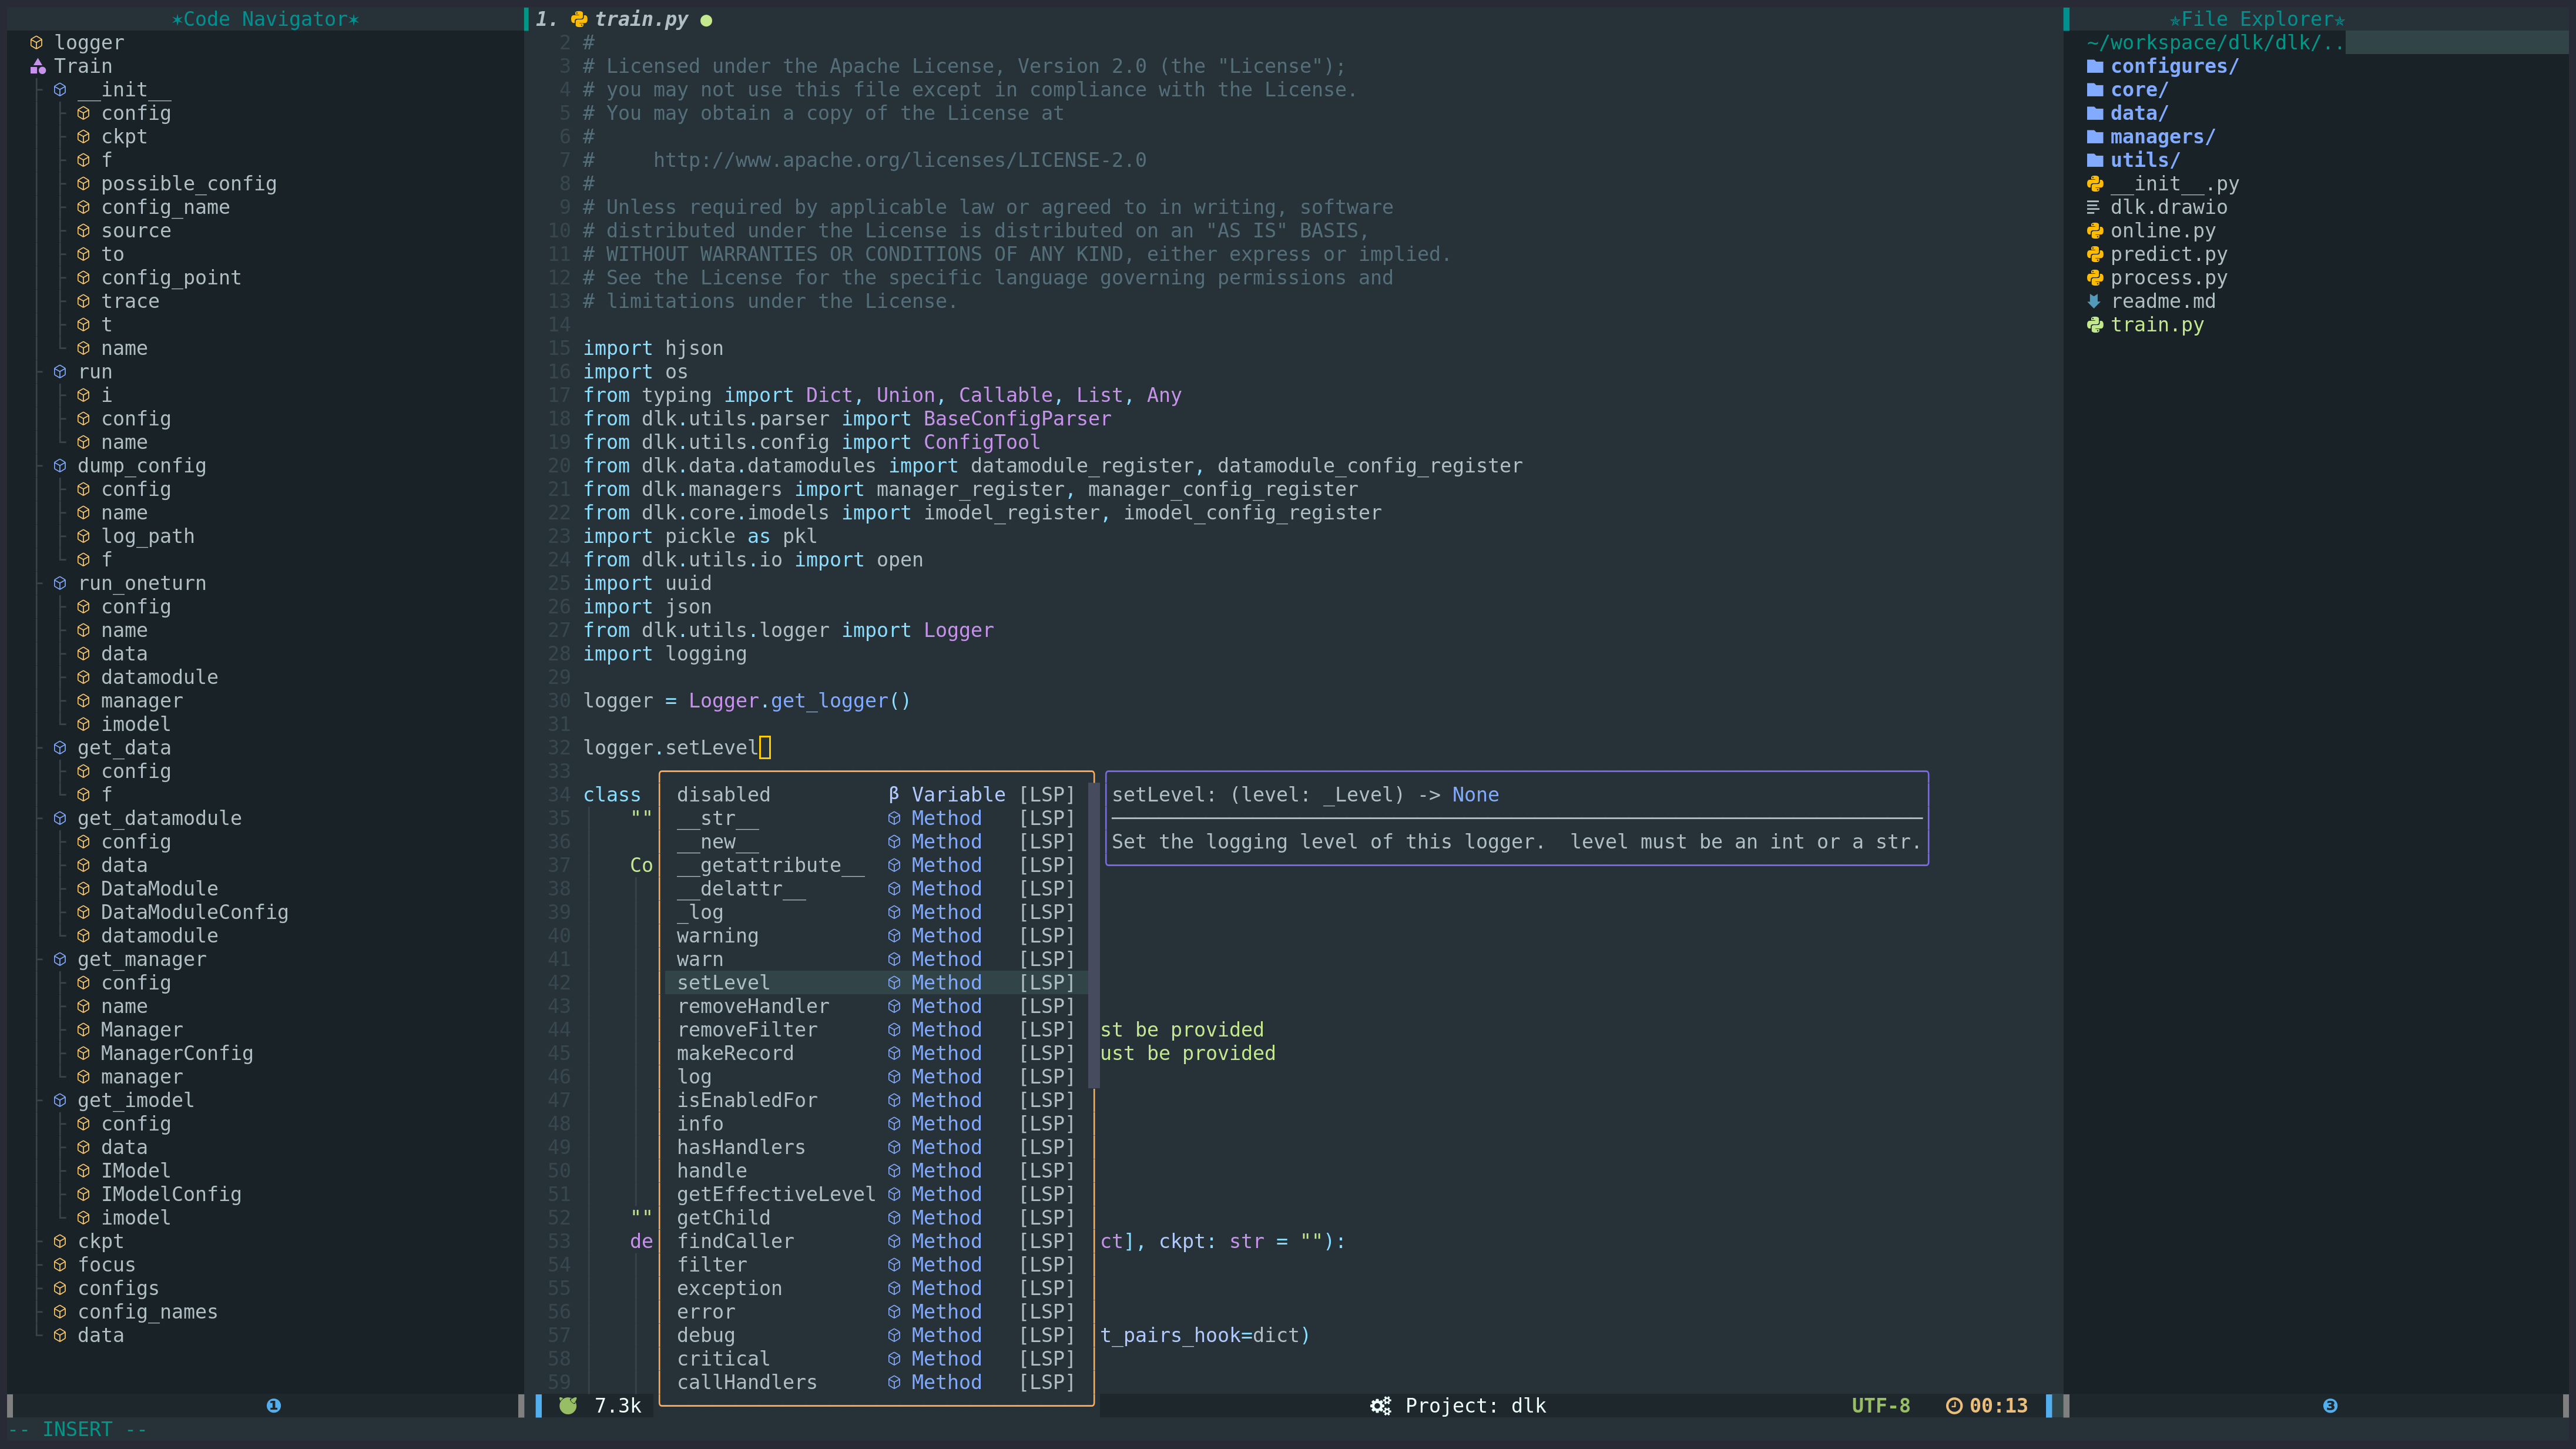 ✶Code Navigator✶
logger
Train
__init__
config
ckpt
f
possible_config
config_name
source
to
config_point
trace
t
name
run
i
config
name
dump_config
config
name
log_path
f
run_oneturn
config
name
data
datamodule
manager
imodel
get_data
config
f
get_datamodule
config
data
DataModule
DataModuleConfig
datamodule
get_manager
config
name
Manager
ManagerConfig
manager
get_imodel
config
data
IModel
IModelConfig
imodel
ckpt
focus
configs
config_names
data
❶
1. train.py ●
2 #
3 # Licensed under the Apache License, Version 2.0 (the "License");
4 # you may not use this file except in compliance with the License.
5 # You may obtain a copy of the License at
6 #
7 #     http://www.apache.org/licenses/LICENSE-2.0
8 #
9 # Unless required by applicable law or agreed to in writing, software
10 # distributed under the License is distributed on an "AS IS" BASIS,
11 # WITHOUT WARRANTIES OR CONDITIONS OF ANY KIND, either express or implied.
12 # See the License for the specific language governing permissions and
13 # limitations under the License.
14
15 import hjson
16 import os
17 from typing import Dict, Union, Callable, List, Any
18 from dlk.utils.parser import BaseConfigParser
19 from dlk.utils.config import ConfigTool
20 from dlk.data.datamodules import datamodule_register, datamodule_config_register
21 from dlk.managers import manager_register, manager_config_register
22 from dlk.core.imodels import imodel_register, imodel_config_register
23 import pickle as pkl
24 from dlk.utils.io import open
25 import uuid
26 import json
27 from dlk.utils.logger import Logger
28 import logging
29
30 logger = Logger.get_logger()
31
32 logger.setLevel
33
34 class disabled β Variable [LSP] setLevel: (level: _Level) -> None
35 "" __str__ Method [LSP]
36 __new__ Method [LSP] Set the logging level of this logger.  level must be an int or a str.
37 Co __getattribute__ Method [LSP]
38 __delattr__ Method [LSP]
39 _log Method [LSP]
40 warning Method [LSP]
41 warn Method [LSP]
42 setLevel Method [LSP]
43 removeHandler Method [LSP]
44 removeFilter Method [LSP] st be provided
45 makeRecord Method [LSP] ust be provided
46 log Method [LSP]
47 isEnabledFor Method [LSP]
48 info Method [LSP]
49 hasHandlers Method [LSP]
50 handle Method [LSP]
51 getEffectiveLevel Method [LSP]
52 "" getChild Method [LSP]
53 de findCaller Method [LSP] ct], ckpt: str = ""):
54 filter Method [LSP]
55 exception Method [LSP]
56 error Method [LSP]
57 debug Method [LSP] t_pairs_hook=dict)
58 critical Method [LSP]
59 callHandlers Method [LSP]
7.3k Project: dlk UTF-8 00:13
✯File Explorer✯
~/workspace/dlk/dlk/..
configures/
core/
data/
managers/
utils/
__init__.py
dlk.drawio
online.py
predict.py
process.py
readme.md
train.py
❸
-- INSERT --